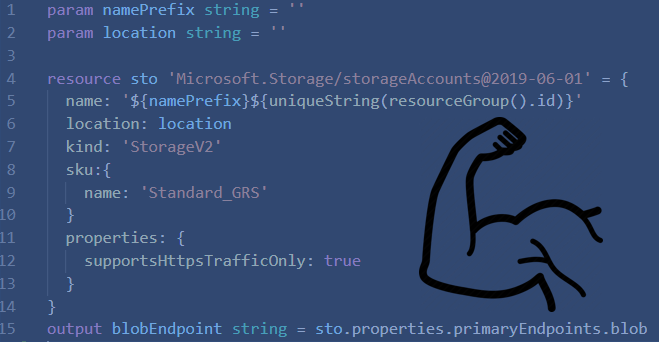 1 param namePrefix string = ''
2 param location string = ''
3
4 resource sto 'Microsoft.Storage/storageAccounts@2019-06-01' = {
5   name: '${namePrefix}${uniqueString(resourceGroup().id)}'
6   location: location
7   kind: 'StorageV2'
8   sku:{
9     name: 'Standard_GRS'
10   }
11   properties: {
12     supportsHttpsTrafficOnly: true
13   }
14 }
15 output blobEndpoint string = sto.properties.primaryEndpoints.blob